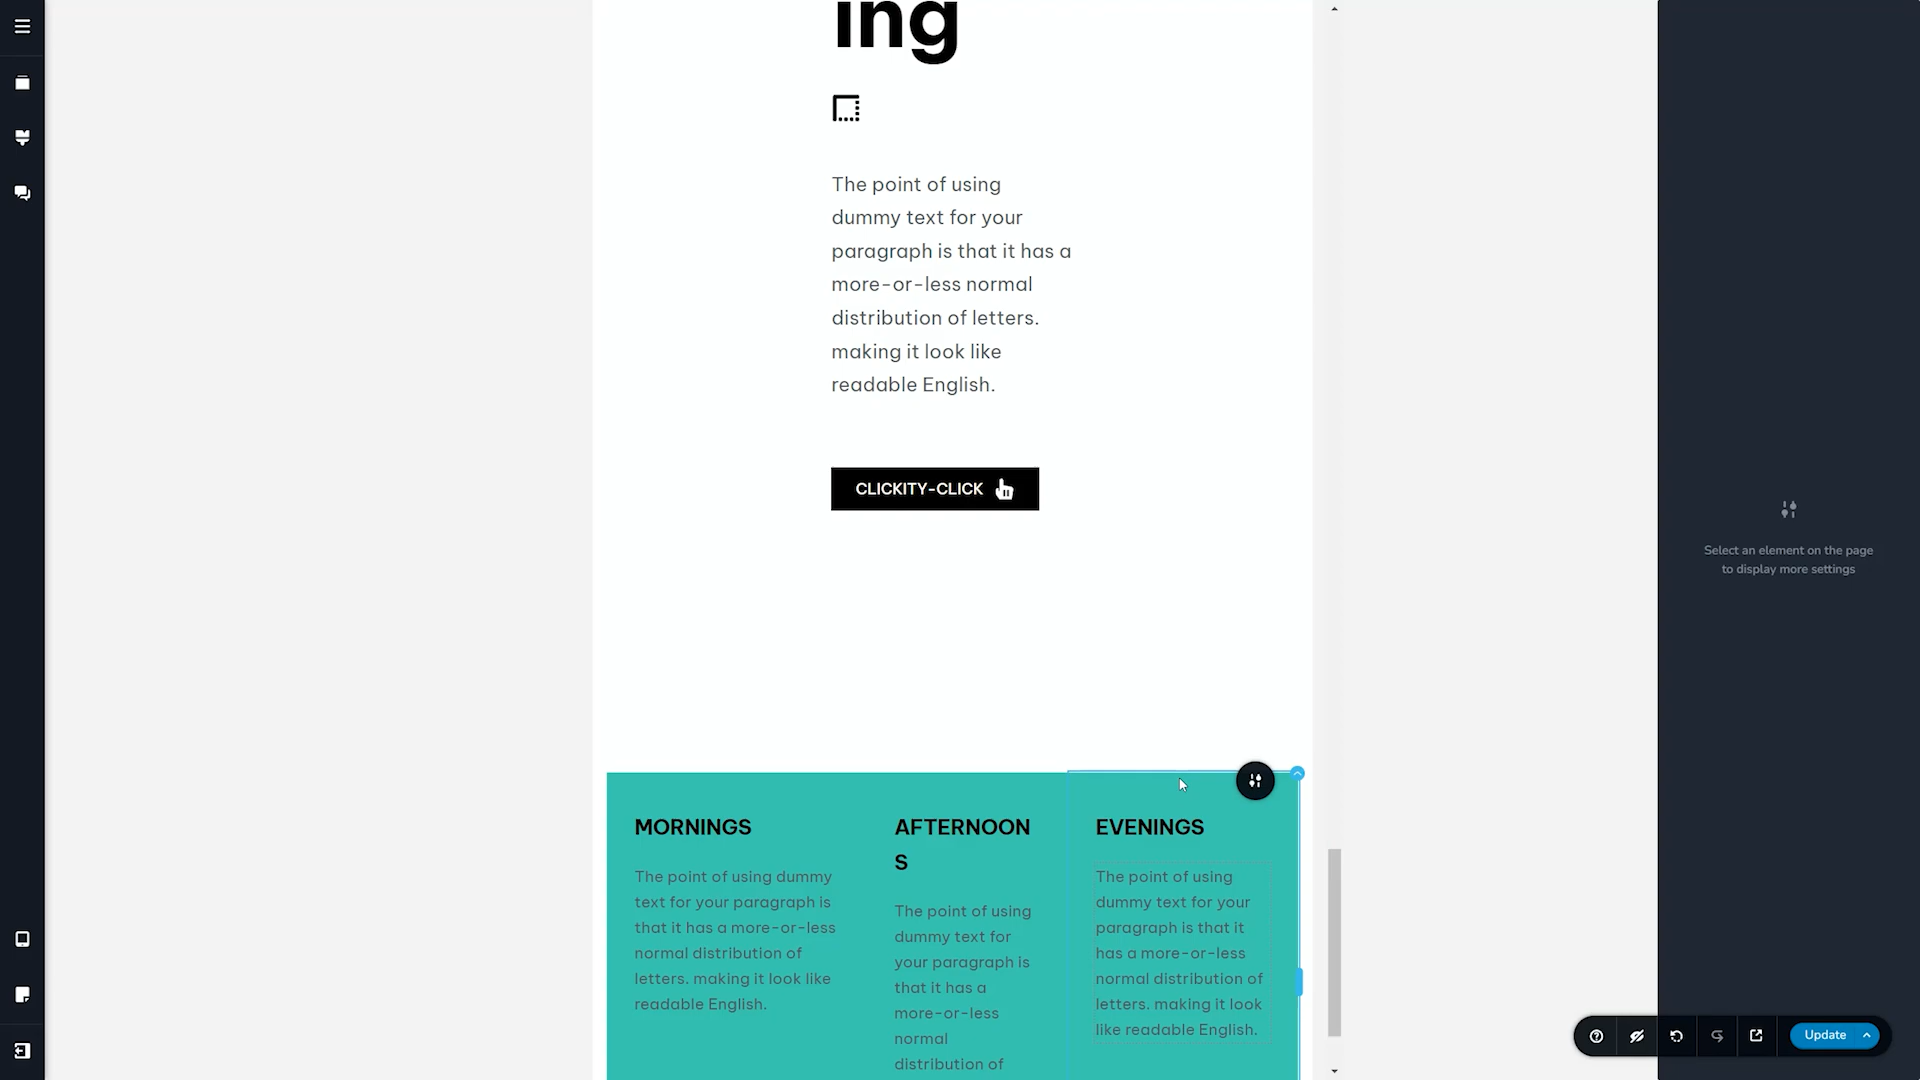 ing
The point of using
dummy text for your
paragraph is that it has a
more-or-less normal
distribution of letters.
making it look like
readable English.
CLICKITY-CLICK
MORNINGS
The point of using dummy
text for your paragraph is
that it has a more-or-less
normal distribution of
letters. making it look like
readable English.
AFTERNOON
S
The point of using
dummy text for
your paragraph is
that it has a
more-or-less
normal
distribution of
EVENINGS
The point of using
dummy text for your
paragraph is that it
has a more-or-less
normal distribution of
letters. making it look
like readable English.
Select an element on the page
to display more settings
Update